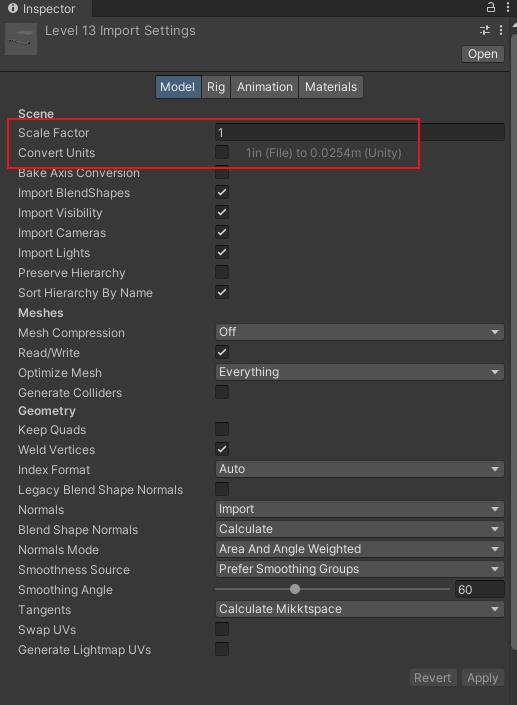 Inspector
Level 13 Import Settings
Open
Model Rig Animation Materials
Scene
Scale Factor 1
Convert Units 1in (File) to 0.0254m (Unity)
Bake Axis Conversion
Import BlendShapes
Import Visibility
Import Cameras
Import Lights
Preserve Hierarchy
Sort Hierarchy By Name
Meshes
Mesh Compression Off
Read/Write
Optimize Mesh Everything
Generate Colliders
Geometry
Keep Quads
Weld Vertices
Index Format Auto
Legacy Blend Shape Normals
Normals Import
Blend Shape Normals Calculate
Normals Mode Area And Angle Weighted
Smoothness Source Prefer Smoothing Groups
Smoothing Angle 60
Tangents Calculate Mikktspace
Swap UVs
Generate Lightmap UVs
Revert Apply